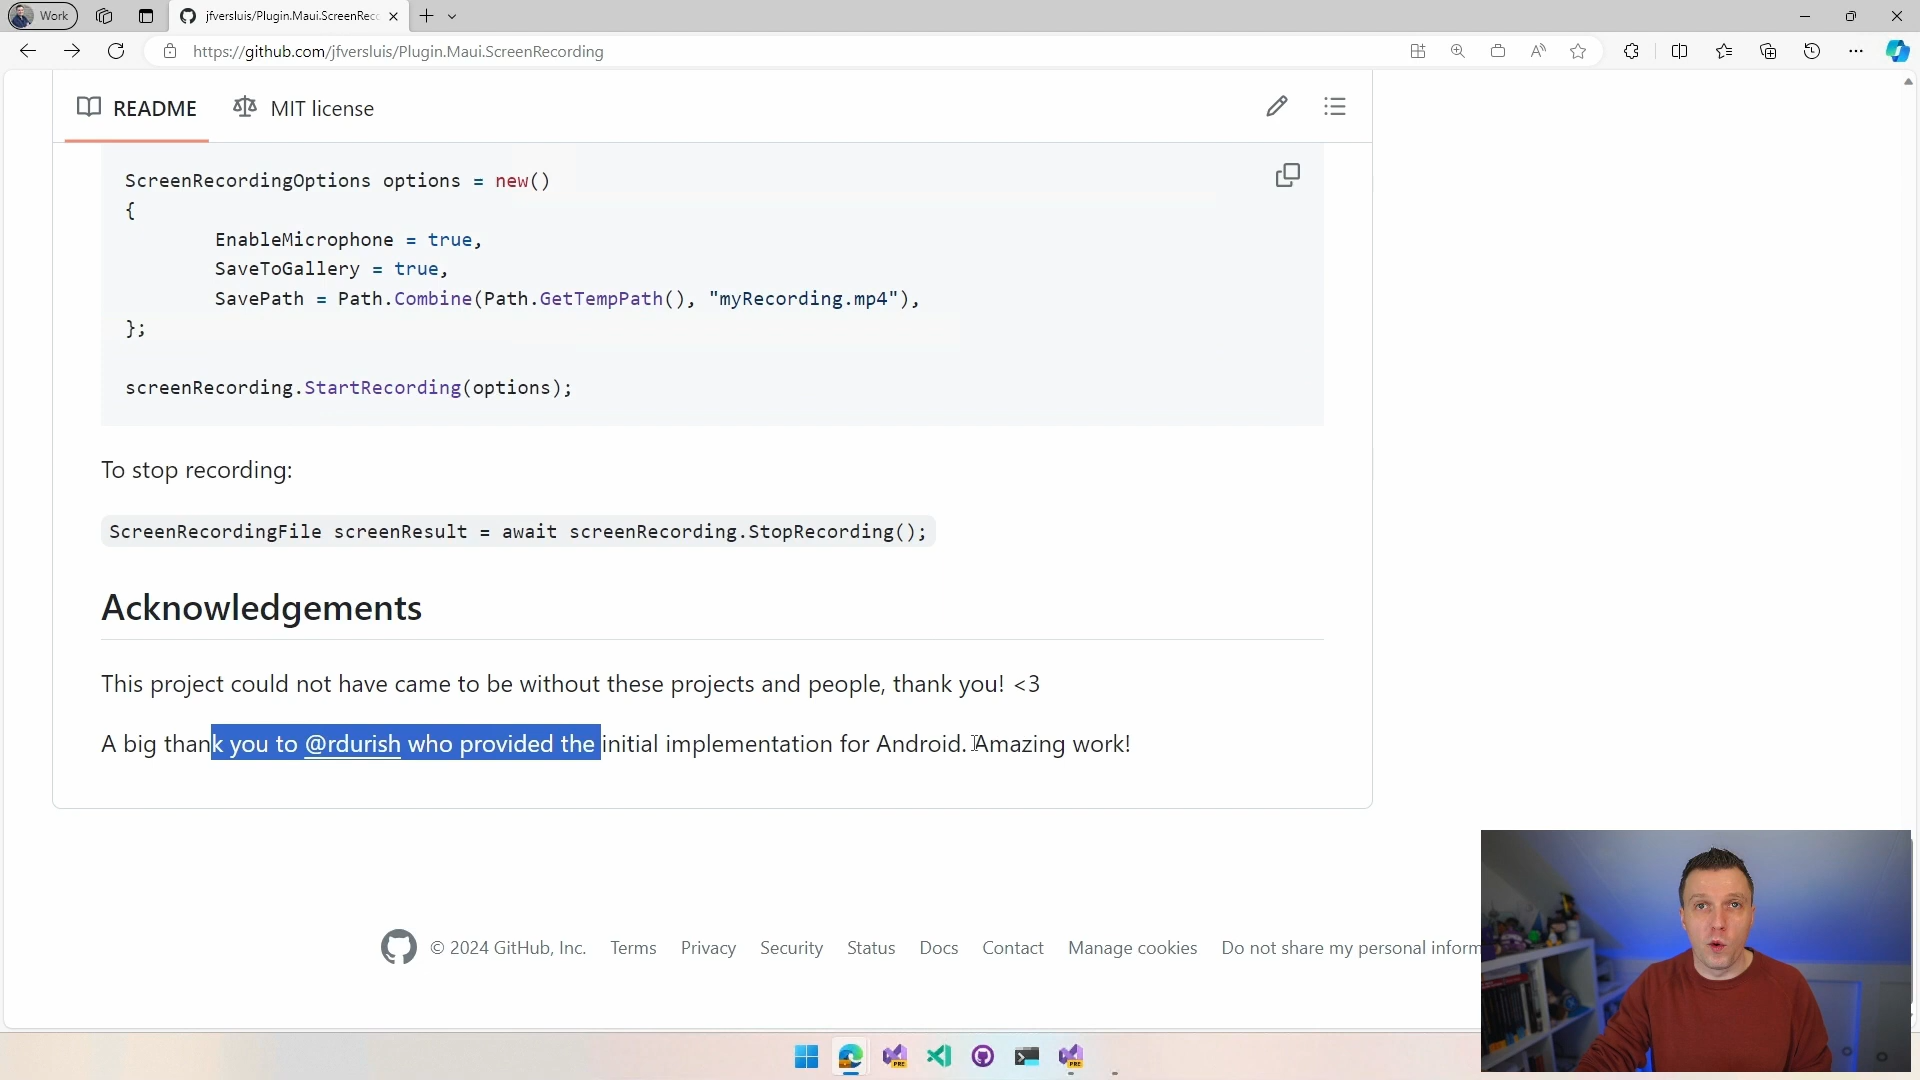 Work
jfversluis/Plugin.Maui.ScreenRec
https://github.com/jfversluis/Plugin.Maui.ScreenRecording
README
MIT license
ScreenRecordingOptions options = new()
{
EnableMicrophone = true,
SaveToGallery = true,
SavePath = Path.Combine(Path.GetTempPath(), "myRecording.mp4"),
};
screenRecording.StartRecording(options);
To stop recording:
ScreenRecordingFile screenResult = await screenRecording.StopRecording();
Acknowledgements
This project could not have came to be without these projects and people, thank you! <3
A big thank you to @rdurish who provided the initial implementation for Android. Amazing work!
© 2024 GitHub, Inc. Terms Privacy Security Status Docs Contact Manage cookies Do not share my personal inform
PRE
PRE